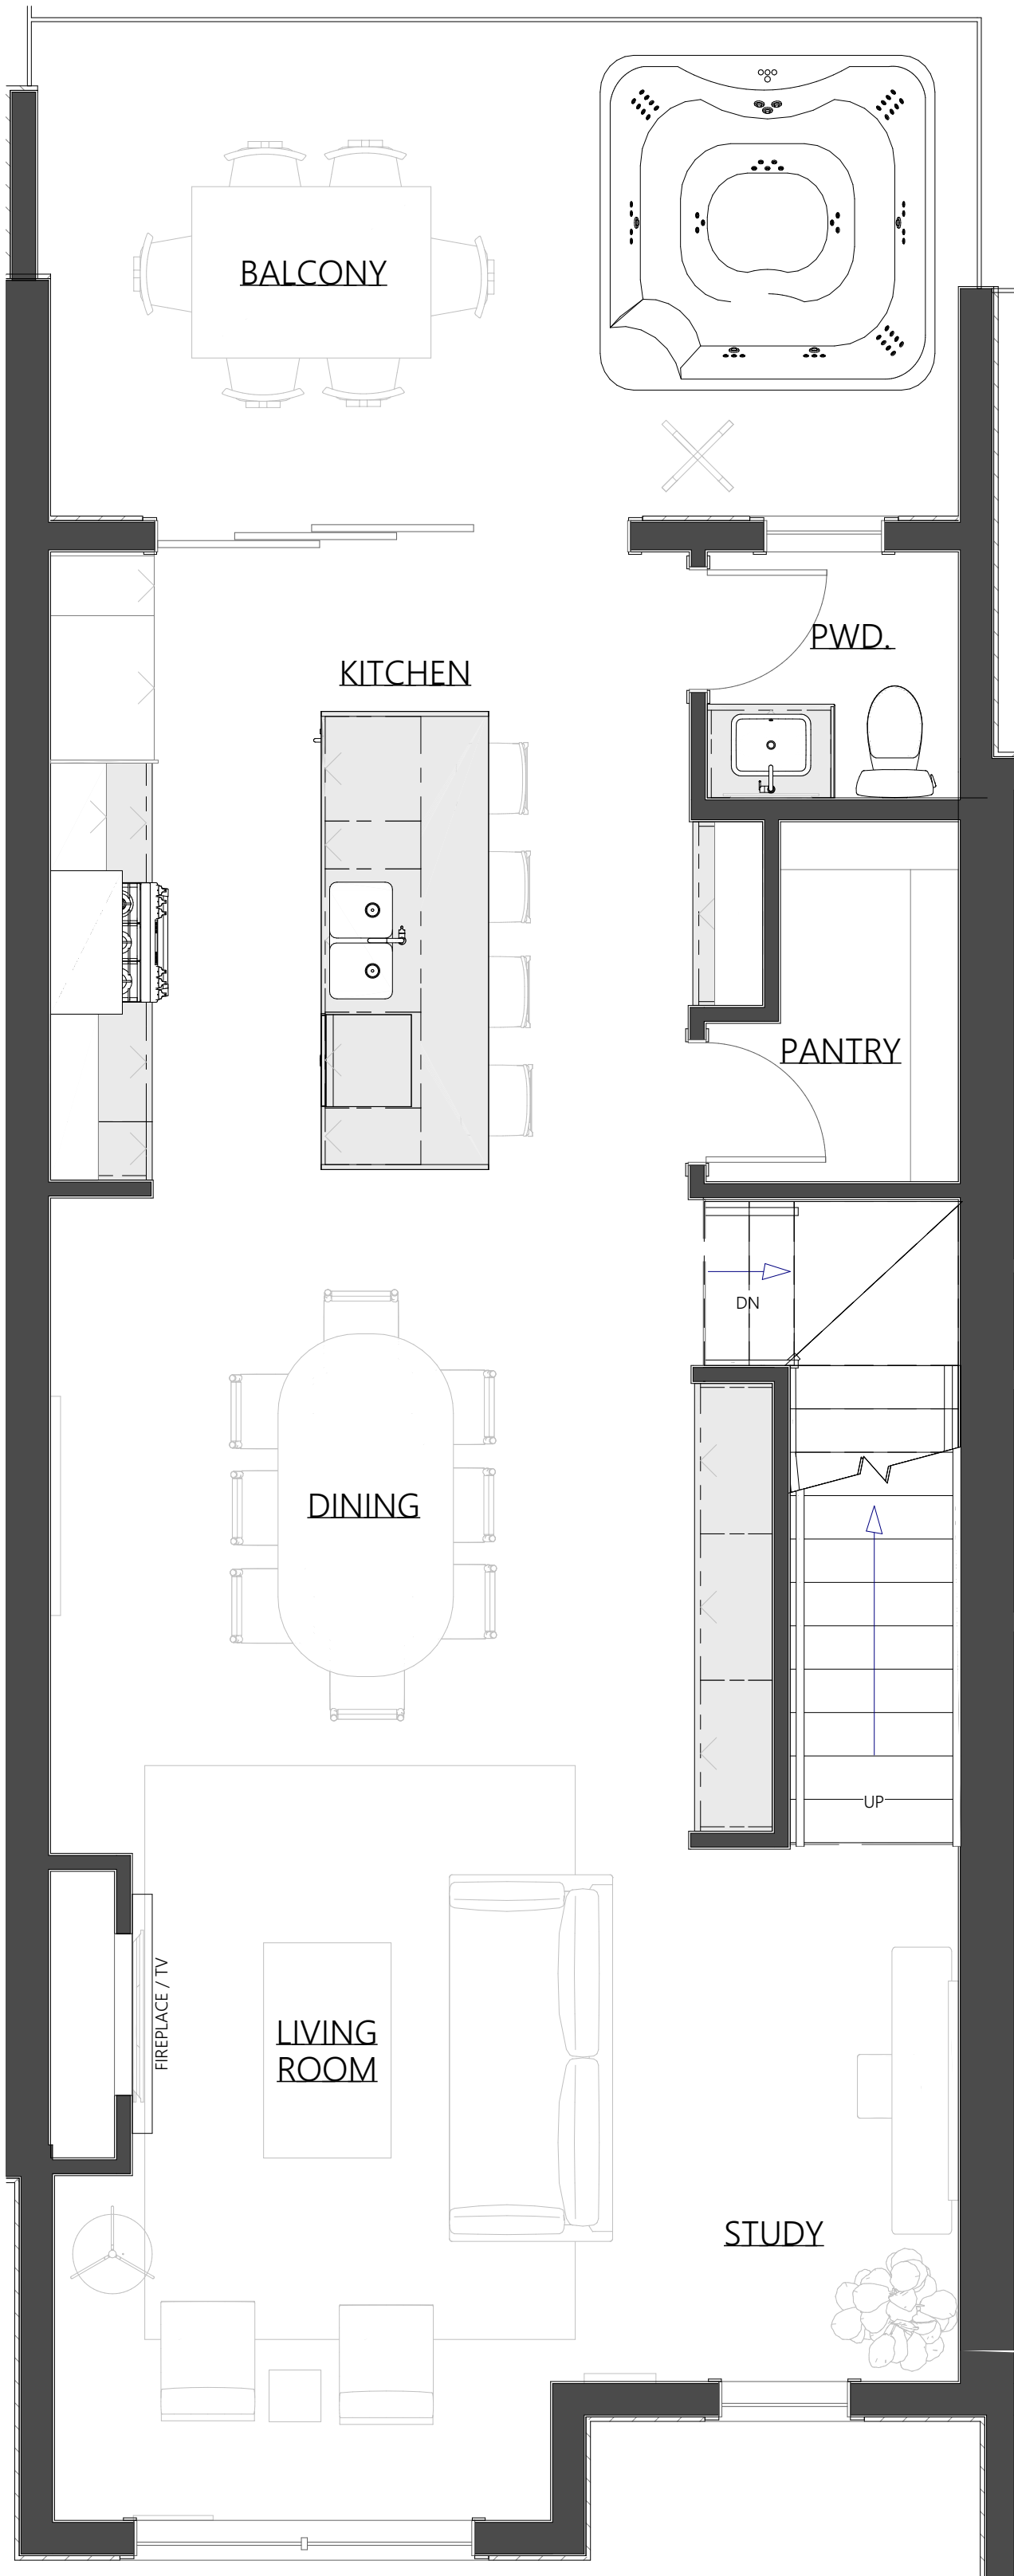 BALCONY
PWD.
KITCHEN
PANTRY
DN
DINING
UP
FIREPLACE / TV
LIVING
ROOM
STUDY